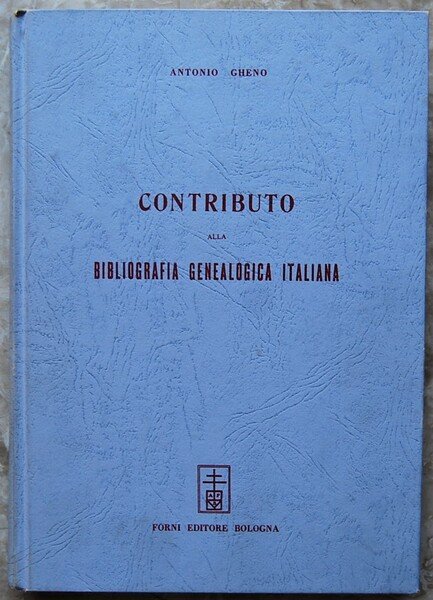 ANTONIO GHENO
CONTRIBUTO
ALLA
BIBLIOGRAFIA GENEALOGICA ITALIANA
FORNI EDITORE BOLOGNA